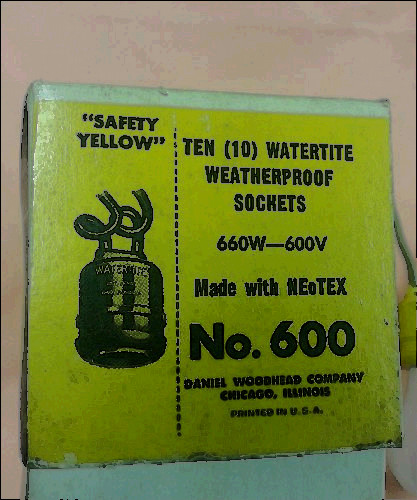 "SAFETY
YELLOW"
WATERTITE
TEN (10) WATERTITE
WEATHERPROOF
SOCKETS
660W—600V
Made with NEoTEX
No. 600
DANIEL WOODHEAD COMPANY
CHICAGO, ILLINOIS
PRINTED IN U.S.A.